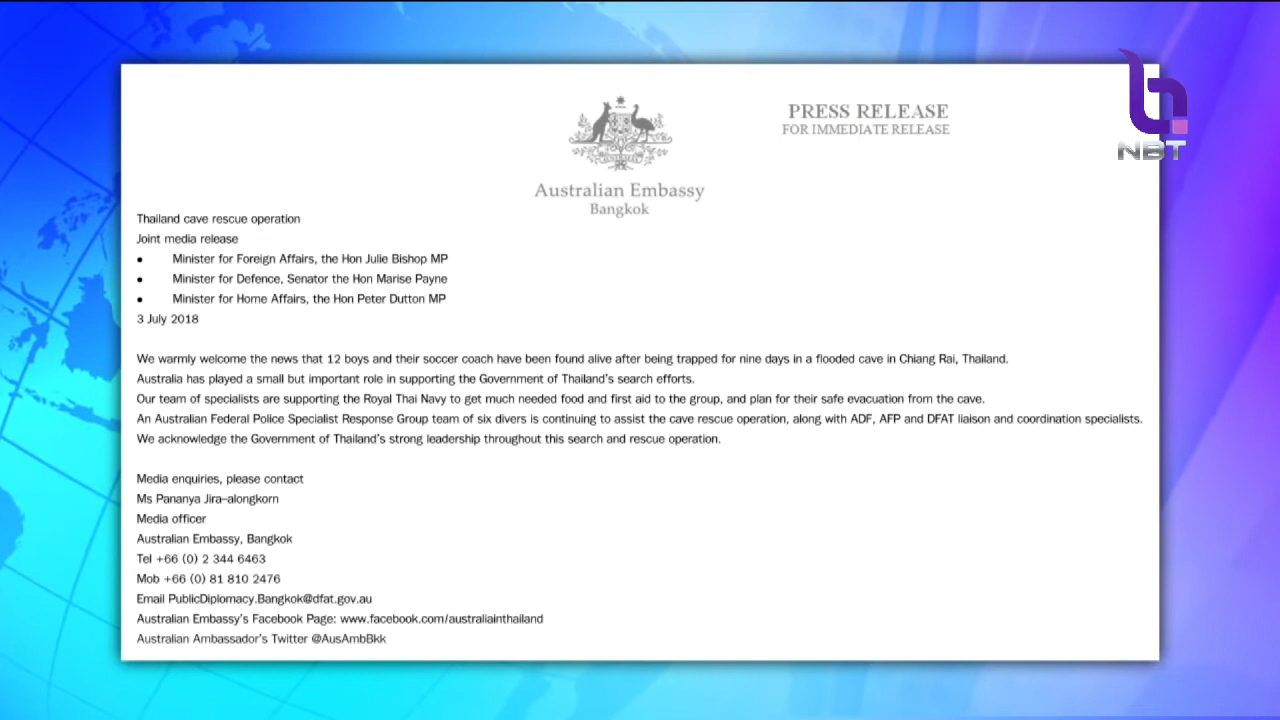 PRESS RELEASE
FOR IMMEDIATE RELEASE
NBT
Australian Embassy
Bangkok
Thailand cave rescue operation
Joint media release
• Minister for Foreign Affairs, the Hon Julie Bishop MP
• Minister for Defence, Senator the Hon Marise Payne
• Minister for Home Affairs, the Hon Peter Dutton MP
3 July 2018
We warmly welcome the news that 12 boys and their soccer coach have been found alive after being trapped for nine days in a flooded cave in Chiang Rai, Thailand.
Australia has played a small but important role in supporting the Government of Thailand's search efforts.
Our team of specialists are supporting the Royal Thai Navy to get much needed food and first aid to the group, and plan for their safe evacuation from the cave.
An Australian Federal Police Specialist Response Group team of six divers is continuing to assist the cave rescue operation, along with ADF, AFP and DFAT liaison and coordination specialists.
We acknowledge the Government of Thailand's strong leadership throughout this search and rescue operation.
Media enquiries, please contact
Ms Pananya Jira-alongkorn
Media officer
Australian Embassy, Bangkok
Tel +66 (0) 2 344 6463
Mob +66 (0) 81 810 2476
Email PublicDiplomacy.Bangkok@dfat.gov.au
Australian Embassy's Facebook Page: www.facebook.com/australiainthailand
Australian Ambassador's Twitter @AusAmbBkk